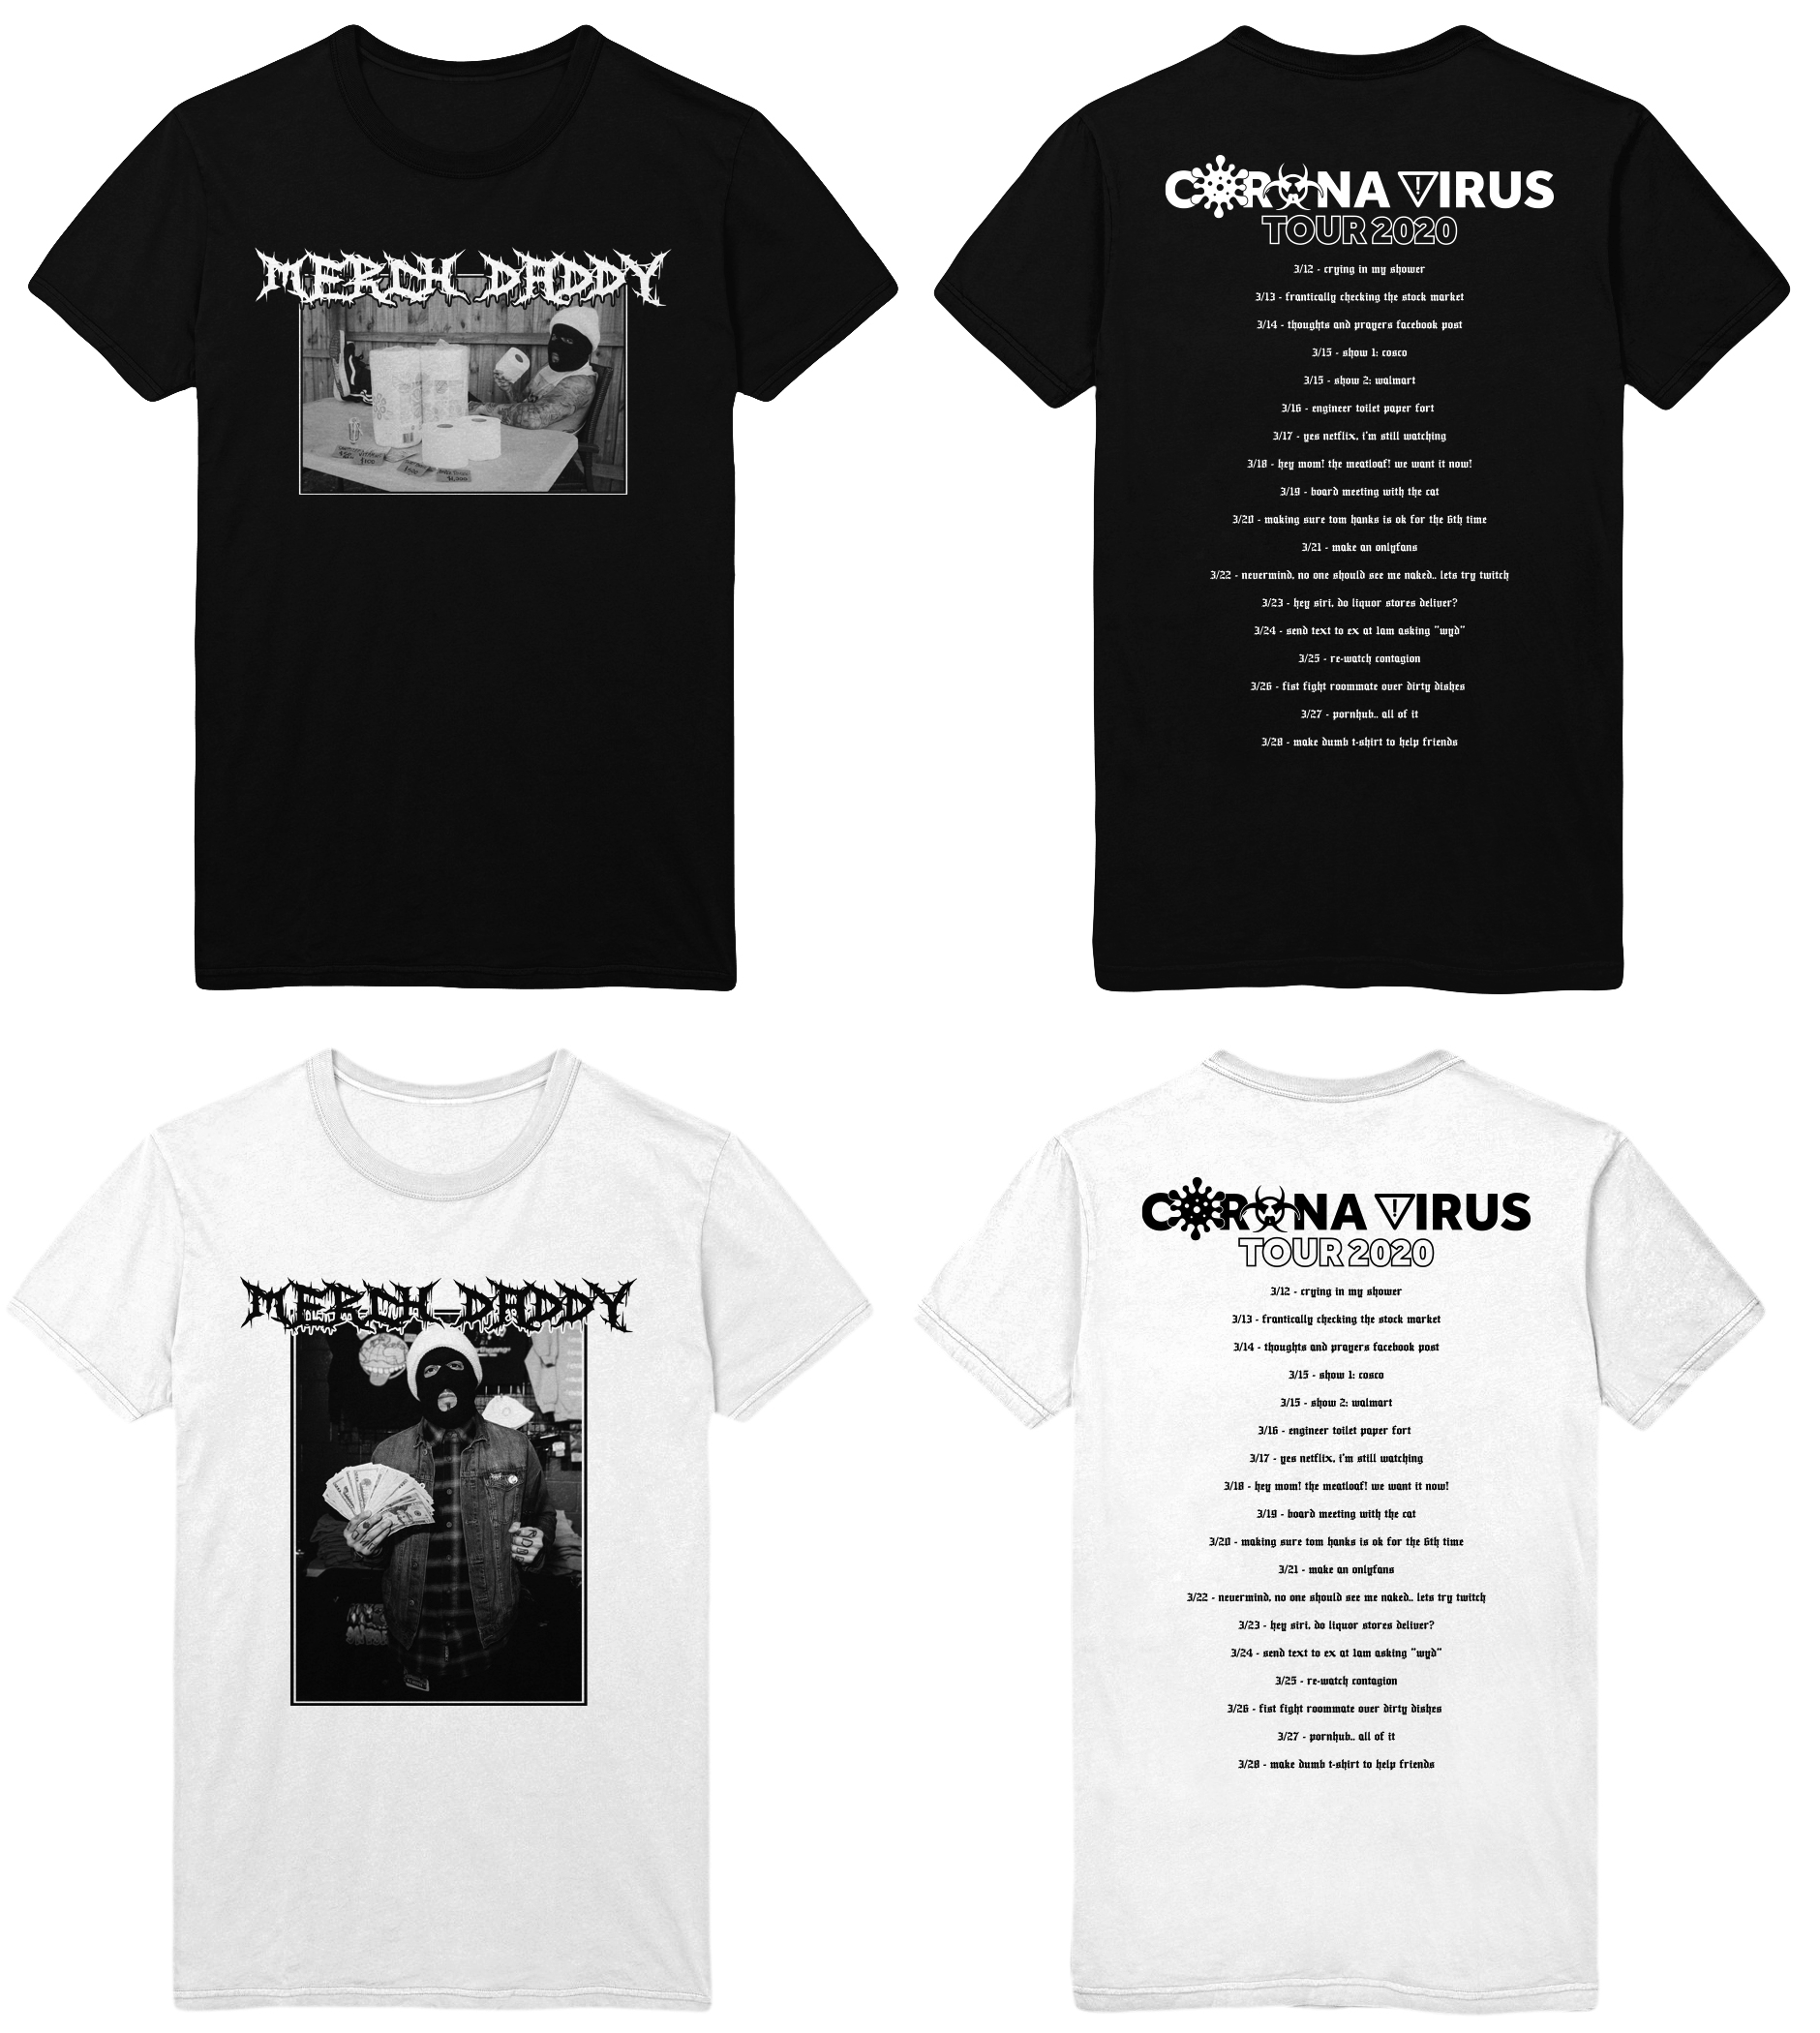 MERCH_DADDY
$1,000
CORONA VIRUS
TOUR 2020
3/12 - crying in my shower
3/13 - frantically checking the stock market
3/14 - thoughts and prayers facebook post
3/15 - show 1: cosco
3/15 - show 2: walmart
3/16 - engineer toilet paper fort
3/17 - yes netflix, i'm still watching
3/18 - hey mom! the meatloaf! we want it now!
3/19 - board meeting with the cat
3/20 - making sure tom hanks is ok for the 6th time
3/21 - make an onlyfans
3/22 - nevermind, no one should see me naked.. lets try twitch
3/23 - hey siri, do liquor stores deliver?
3/24 - send text to ex at 1am asking "wyd"
3/25 - re-watch contagion
3/26 - fist fight roommate over dirty dishes
3/27 - pornhub.. all of it
3/28 - make dumb t-shirt to help friends
MERCH_DADDY
CORONA VIRUS
TOUR 2020
3/12 - crying in my shower
3/13 - frantically checking the stock market
3/14 - thoughts and prayers facebook post
3/15 - show 1: cosco
3/15 - show 2: walmart
3/16 - engineer toilet paper fort
3/17 - yes netflix, i'm still watching
3/18 - hey mom! the meatloaf! we want it now!
3/19 - board meeting with the cat
3/20 - making sure tom hanks is ok for the 6th time
3/21 - make an onlyfans
3/22 - nevermind, no one should see me naked.. lets try twitch
3/23 - hey siri, do liquor stores deliver?
3/24 - send text to ex at 1am asking "wyd"
3/25 - re-watch contagion
3/26 - fist fight roommate over dirty dishes
3/27 - pornhub.. all of it
3/28 - make dumb t-shirt to help friends